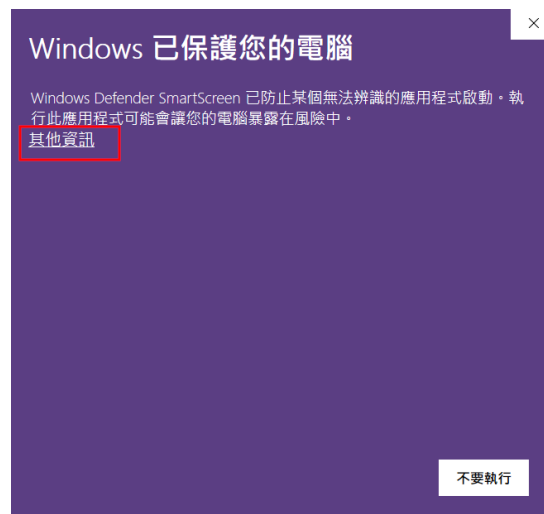 Windows 已保護您的電腦
Windows Defender SmartScreen 已防止某個無法辨識的應用程式啟動。執
行此應用程式可能會讓您的電腦暴露在風險中。
其他資訊
不要執行